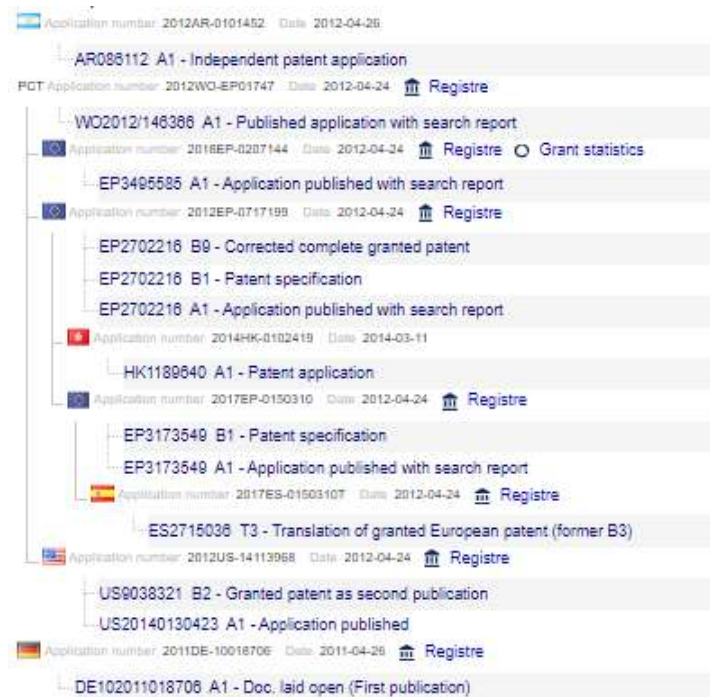 Application number 2012AR-0101452 Date 2012-04-26
AR086112 A1 - Independent patent application
PCT Application number 2012WO-EP01747 Date 2012-04-24 Registre
WO2012/146366 A1 - Published application with search report
Application number 2018EP-0207144 Date 2012-04-24 Registre Grant statistics
EP3495585 A1 - Application published with search report
Application number 2012EP-0717199 Date 2012-04-24 Registre
EP2702216 B9 - Corrected complete granted patent
EP2702216 B1 - Patent specification
EP2702216 A1 - Application published with search report
Application number 2014HK-0102419 Date 2014-03-11
HK1189640 A1 - Patent application
Application number 2017EP-0150310 Date 2012-04-24 Registre
EP3173549 B1 - Patent specification
EP3173549 A1 - Application published with search report
Application number 2017ES-0150310T Date 2012-04-24 Registre
ES2715036 T3 - Translation of granted European patent (former B3)
Application number 2012US-14113968 Date 2012-04-24 Registre
US9038321 B2 - Granted patent as second publication
US20140130423 A1 - Application published
Application number 2011DE-10018706 Date 2011-04-26 Registre
DE102011018706 A1 - Doc. laid open (First publication)